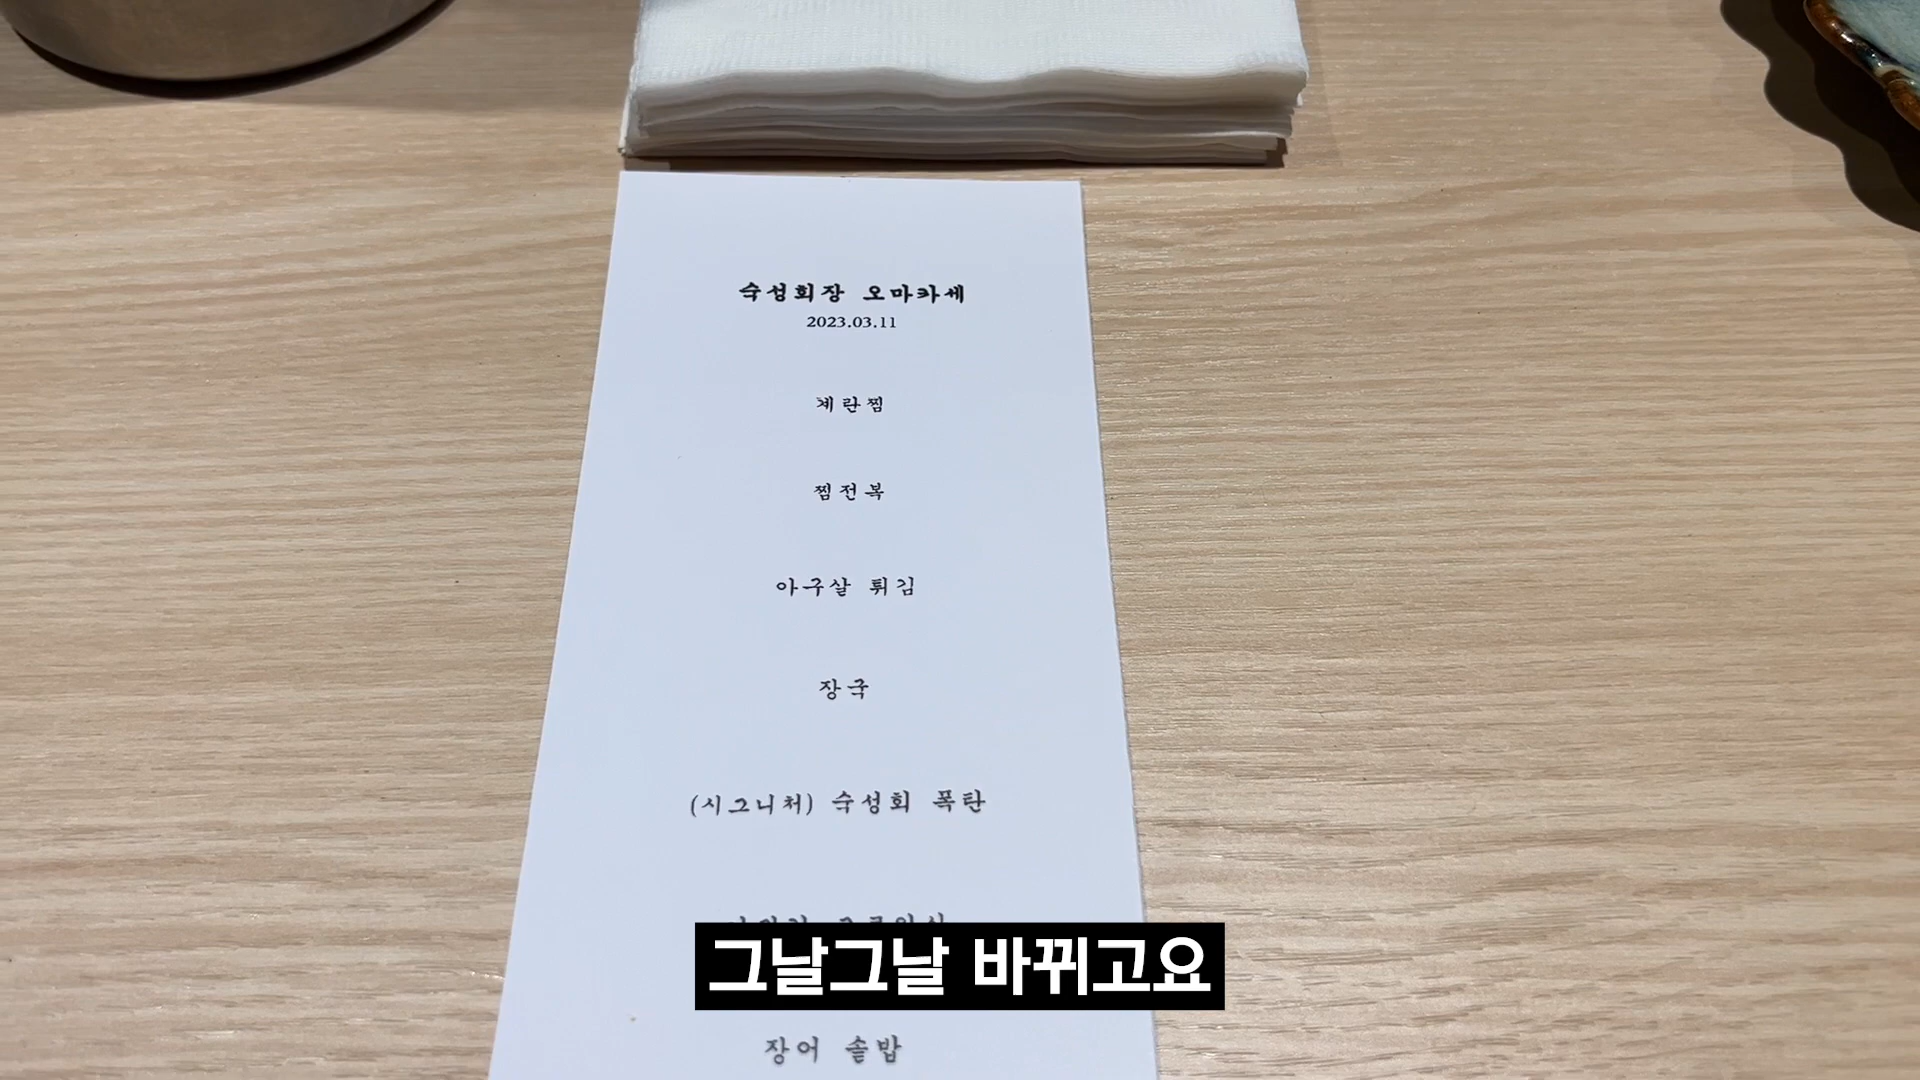 숙성회장 오마카세
2023.03.11
계란찜
찜전복
아구살 튀김
장국
(시그니처) 숙성회 폭탄
그날그날 바뀌고요
장어 솥밥